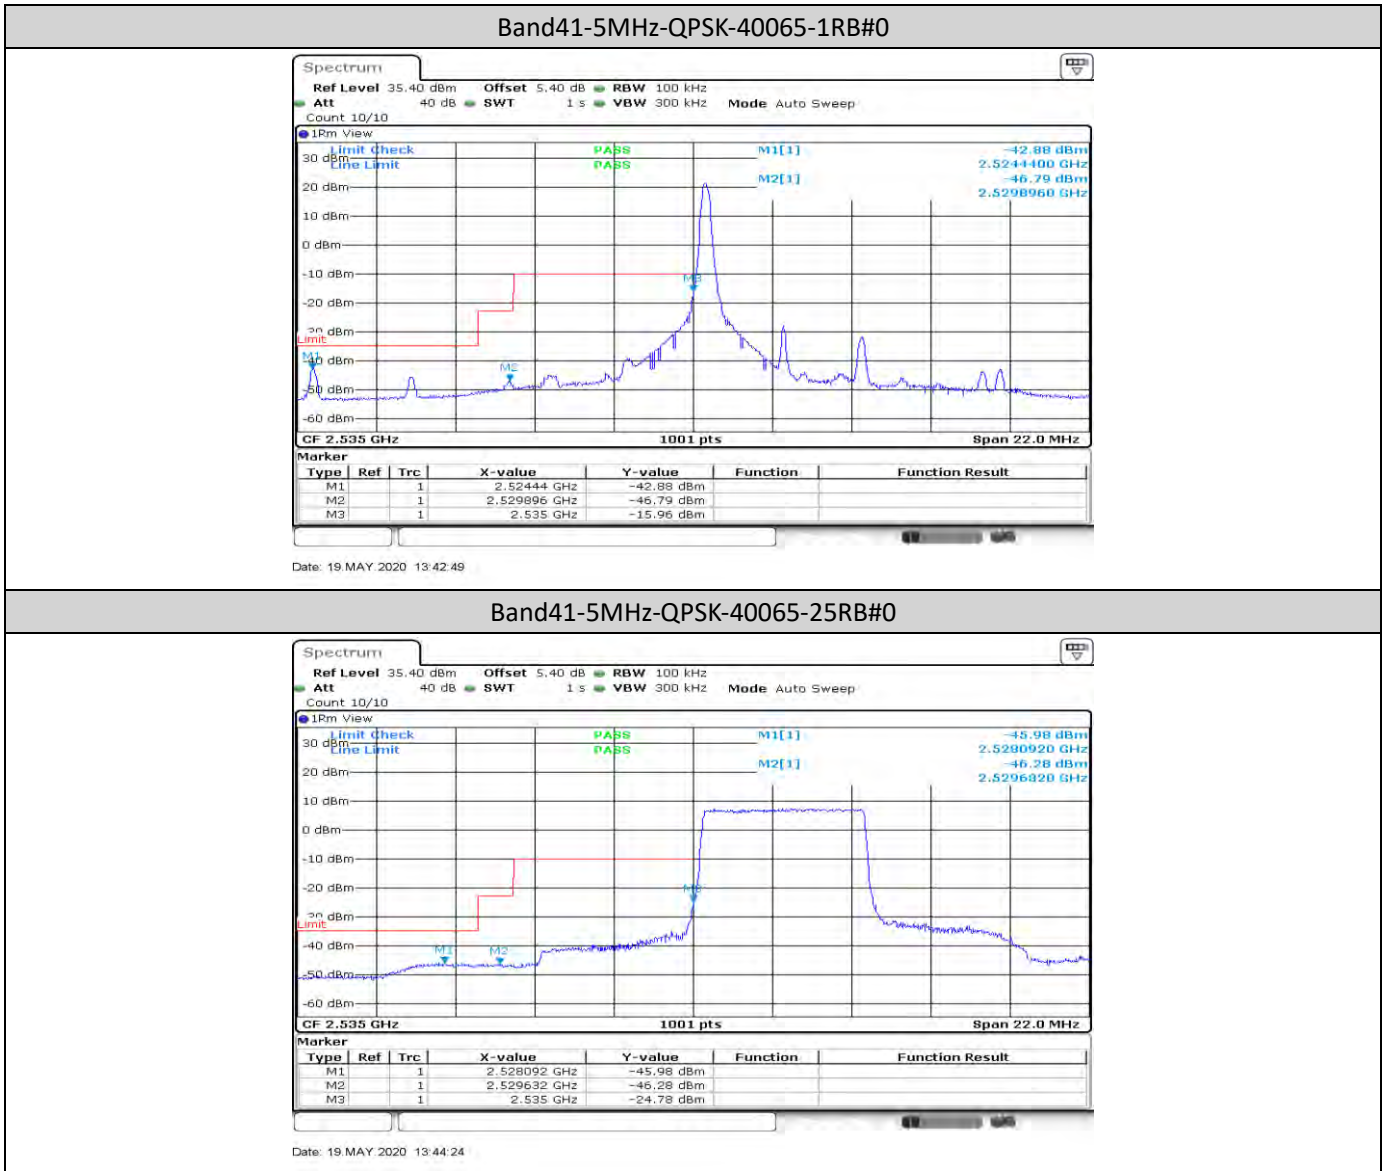 Band41-5MHz-QPSK-40065-1RB#0
Spectrum
Ref Level 35.40 dBm Offset 5.40 dB RBW 100 kHz
Att 40 dB SWT 1 s VBW 300 kHz Mode Auto Sweep
Count 10/10
1Rm View
Limit Check PASS M1[1] -42.88 dBm
30 dBm
Line Limit PASS 2.5244400 GHz
M2[1] -46.79 dBm
20 dBm
2.5298960 GHz
10 dBm
0 dBm
-10 dBm
M3
-20 dBm
-30 dBm
Limit
M1
-40 dBm
M2
-50 dBm
-60 dBm
CF 2.535 GHz 1001 pts Span 22.0 MHz
Marker
Type Ref Trc X-value Y-value Function Function Result
M1 1 2.52444 GHz -42.88 dBm
M2 1 2.529896 GHz -46.79 dBm
M3 1 2.535 GHz -15.96 dBm
Date: 19.MAY.2020 13:42:49
Band41-5MHz-QPSK-40065-25RB#0
Spectrum
Ref Level 35.40 dBm Offset 5.40 dB RBW 100 kHz
Att 40 dB SWT 1 s VBW 300 kHz Mode Auto Sweep
Count 10/10
1Rm View
Limit Check PASS M1[1] -45.98 dBm
30 dBm
Line Limit PASS 2.5280920 GHz
M2[1] -46.28 dBm
20 dBm
2.5296320 GHz
10 dBm
0 dBm
-10 dBm
M3
-20 dBm
-30 dBm
Limit
-40 dBm
M1 M2
-50 dBm
-60 dBm
CF 2.535 GHz 1001 pts Span 22.0 MHz
Marker
Type Ref Trc X-value Y-value Function Function Result
M1 1 2.528092 GHz -45.98 dBm
M2 1 2.529632 GHz -46.28 dBm
M3 1 2.535 GHz -24.78 dBm
Date: 19.MAY.2020 13:44:24